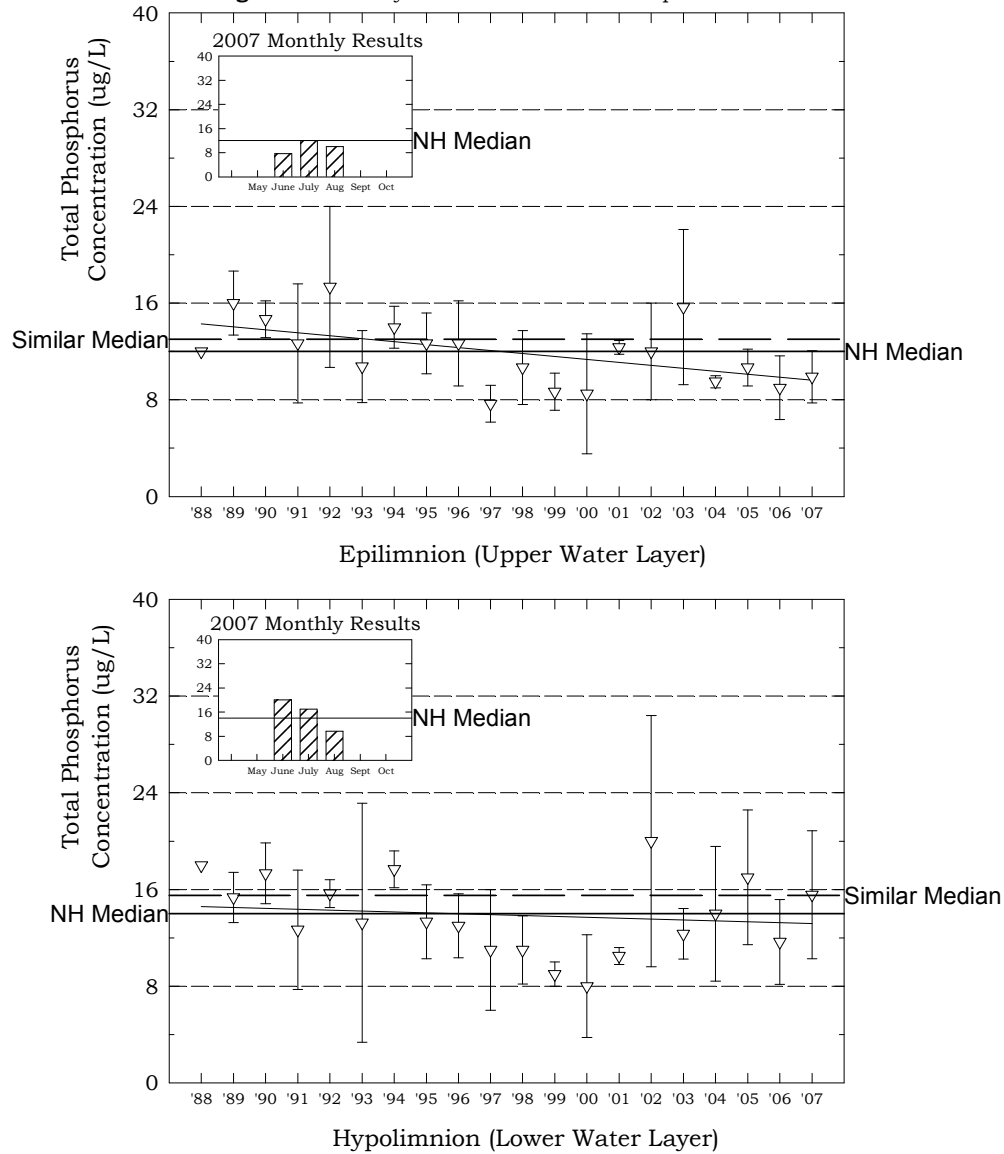 2007 Monthly Results
40
32
24
16
8
0
May June July Aug Sept Oct
NH Median
Total Phosphorus
Concentration (ug/L)
40
32
24
16
8
0
Similar Median
NH Median
'88 '89 '90 '91 '92 '93 '94 '95 '96 '97 '98 '99 '00 '01 '02 '03 '04 '05 '06 '07
Epilimnion (Upper Water Layer)
2007 Monthly Results
40
32
24
16
8
0
May June July Aug Sept Oct
NH Median
Total Phosphorus
Concentration (ug/L)
40
32
24
16
8
0
Similar Median
NH Median
'88 '89 '90 '91 '92 '93 '94 '95 '96 '97 '98 '99 '00 '01 '02 '03 '04 '05 '06 '07
Hypolimnion (Lower Water Layer)